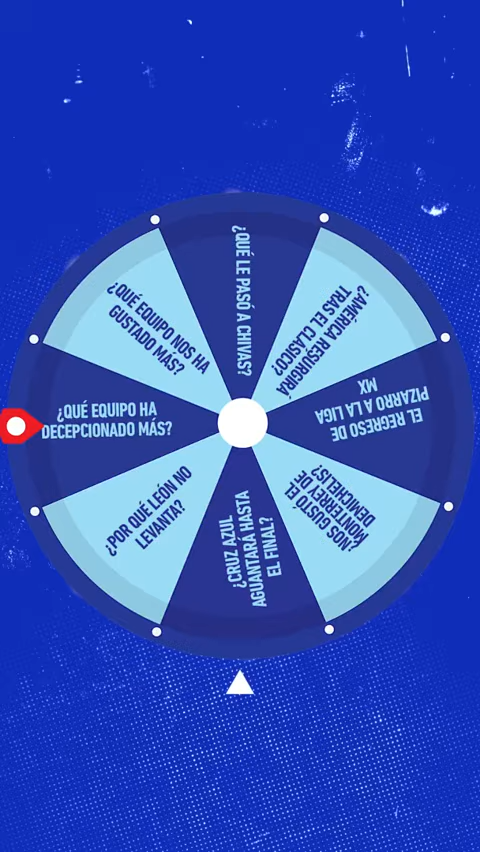 ¿QUÉ LE PASÓ A CHIVAS?
¿AMÉRICA RESURGIRÁ
TRAS EL CLÁSICO?
EL REGRESO DE
PIZARRO A LA LIGA
MX
¿NOS GUSTÓ EL
MONTERREY DE
DEMICHELIS?
¿CRUZ AZUL
AGUANTARÁ HASTA
EL FINAL?
¿POR QUÉ LEÓN NO
LEVANTA?
¿QUÉ EQUIPO HA
DECEPCIONADO MÁS?
¿QUÉ EQUIPO NOS HA
GUSTADO MÁS?